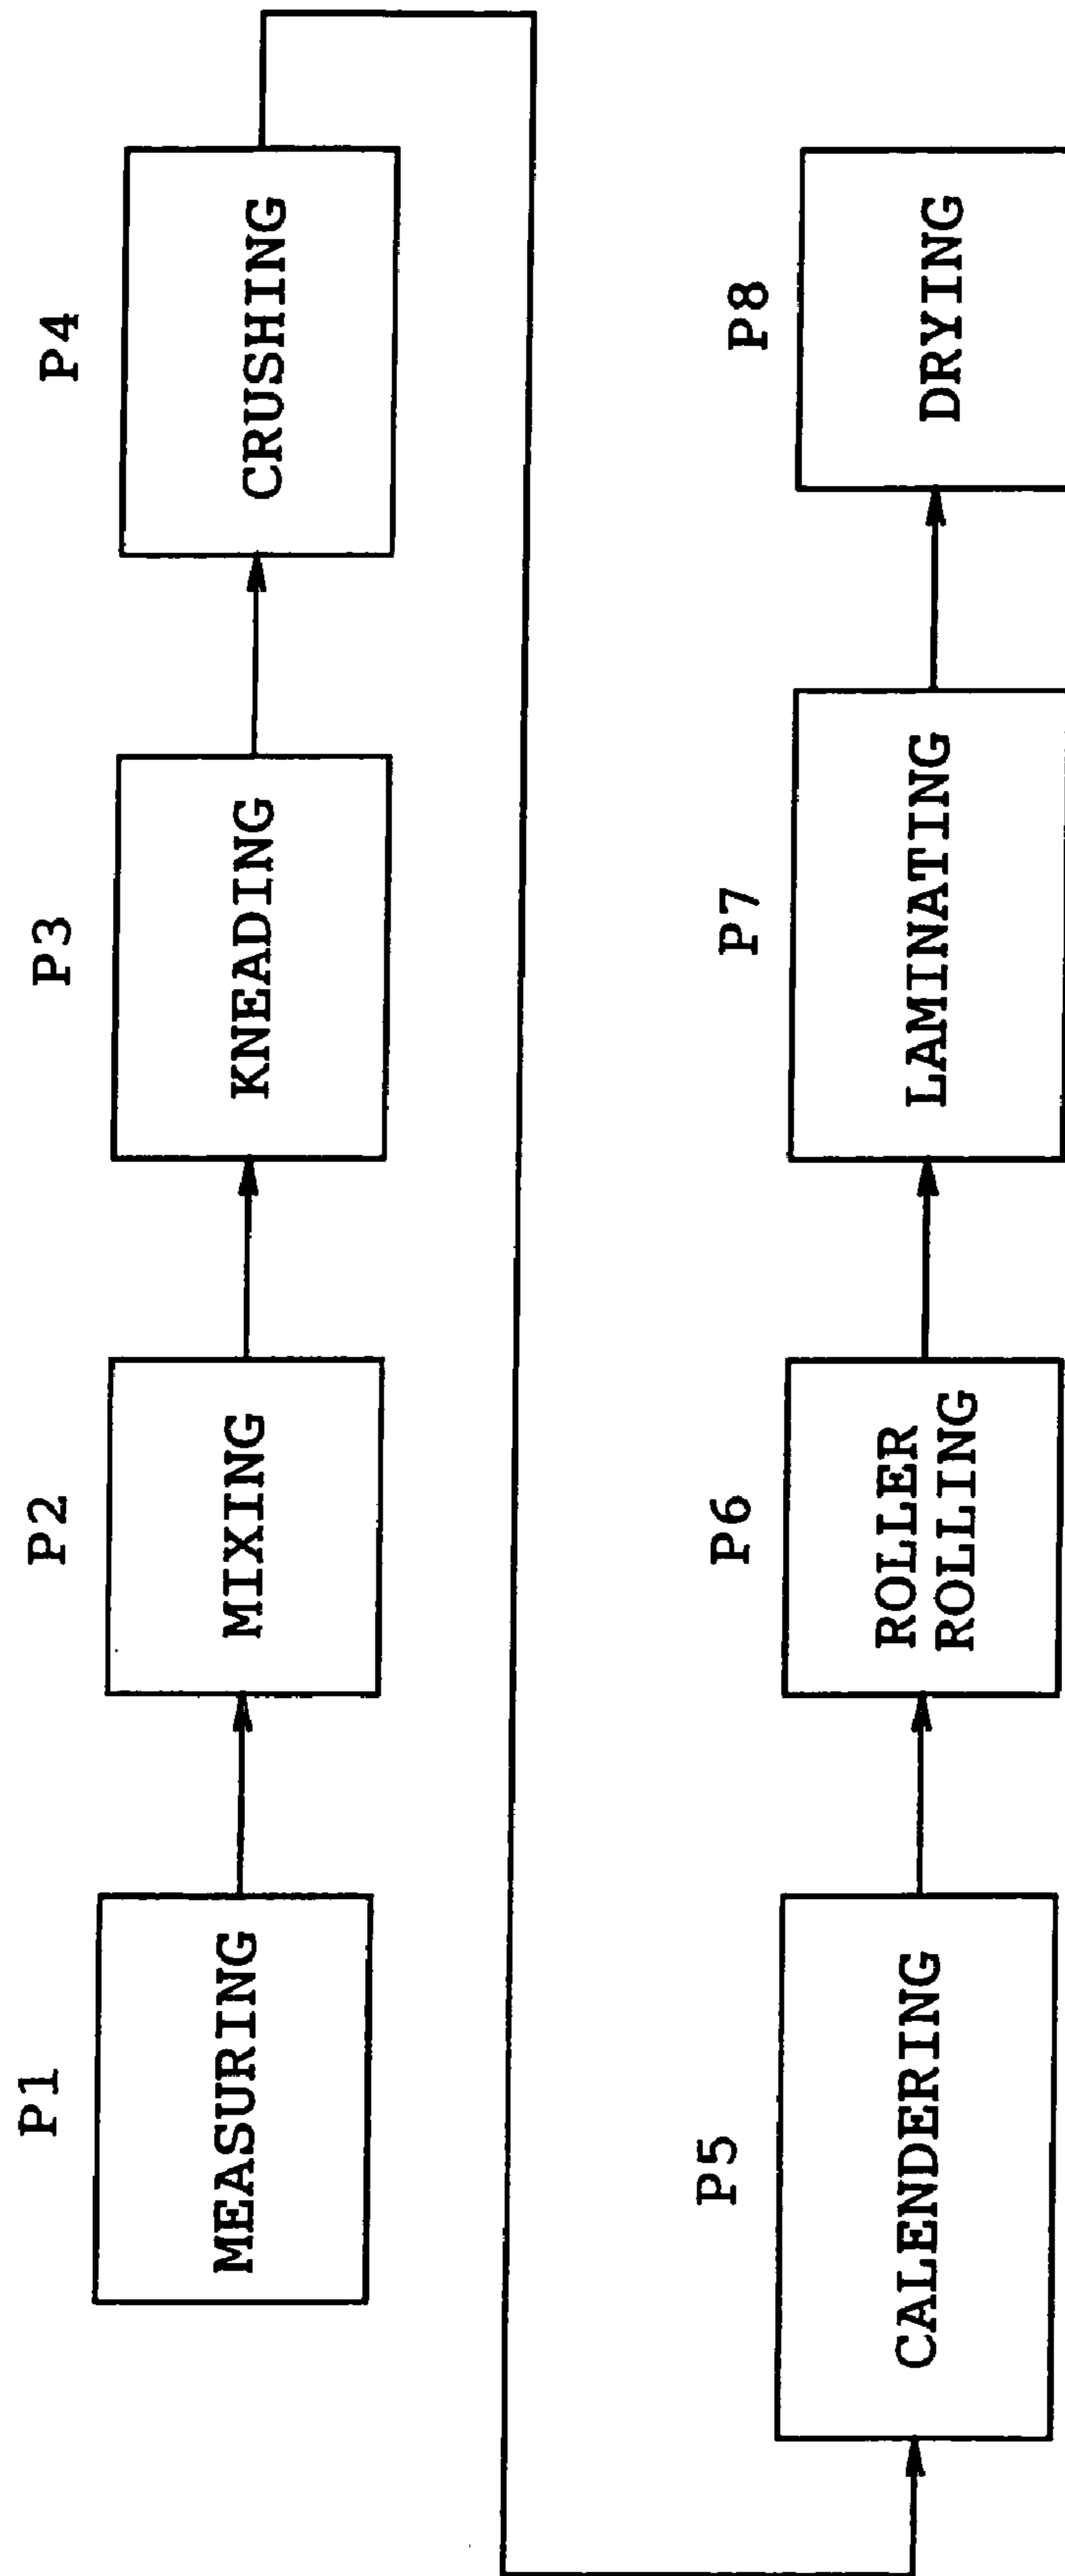 P1
MEASURING
P2
MIXING
P3
KNEADING
P4
CRUSHING
P5
CALENDERING
P6
ROLLER
ROLLING
P7
LAMINATING
P8
DRYING